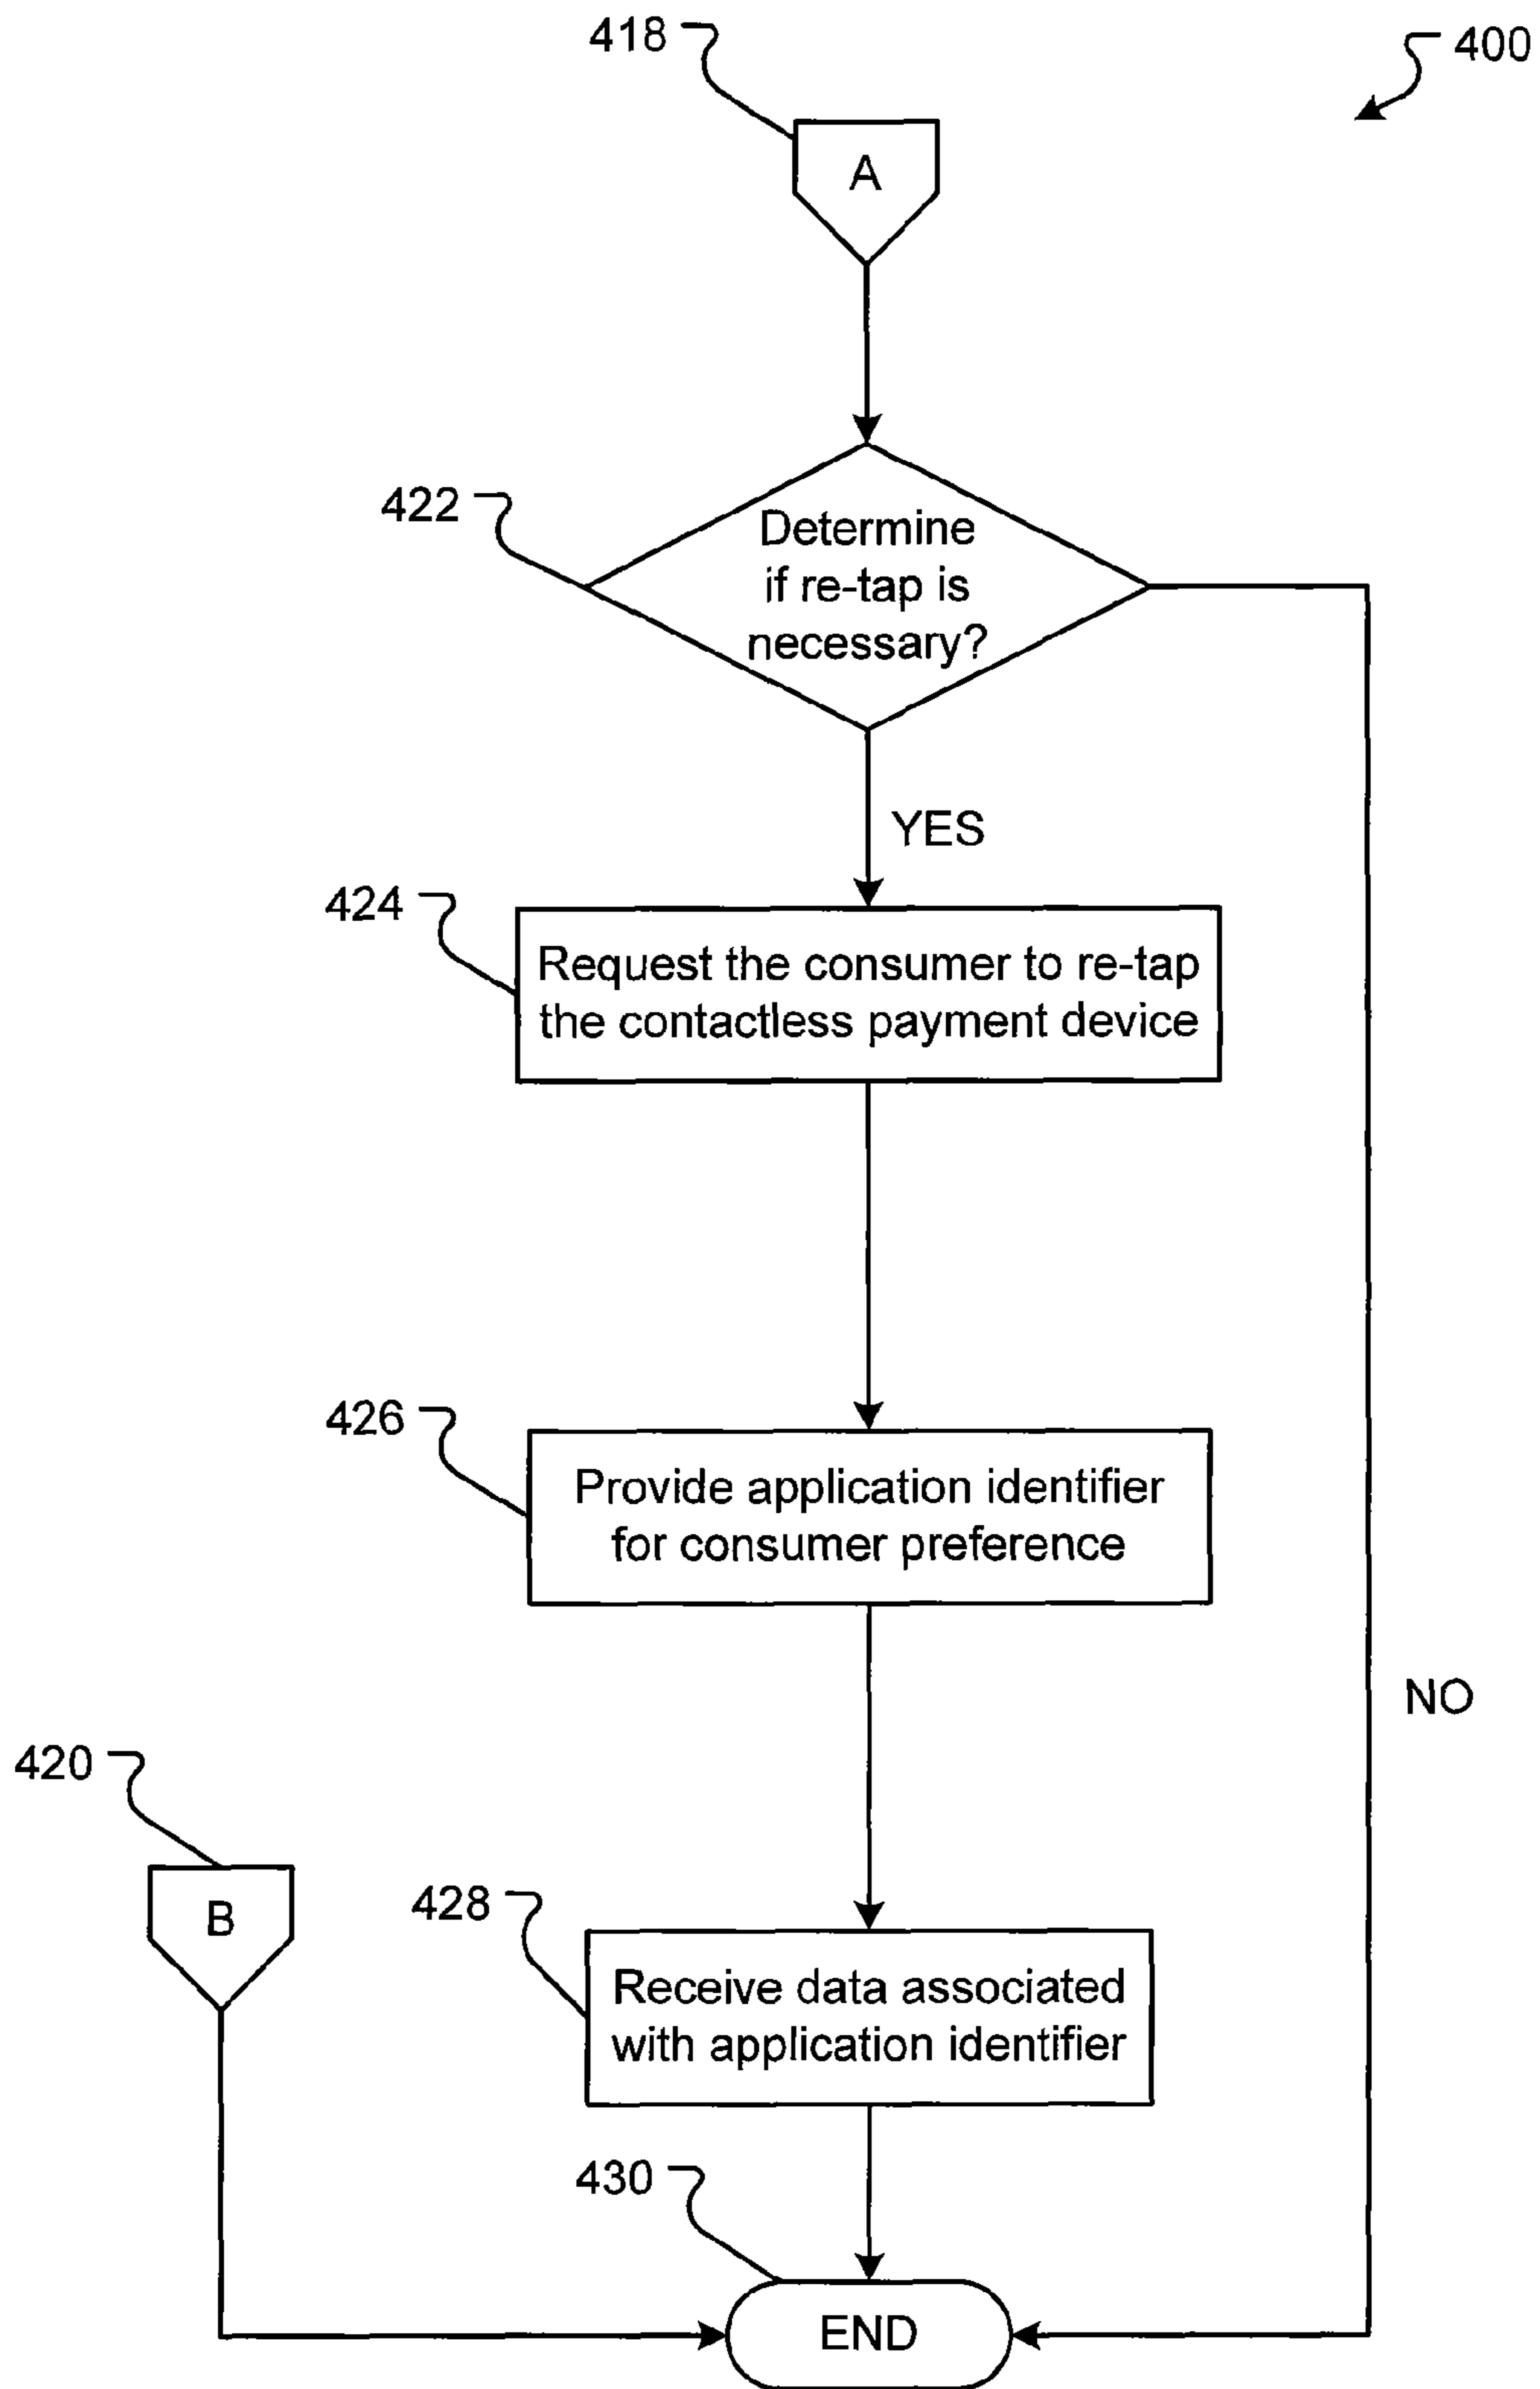 418
400
A
422
Determine
if re-tap is
necessary?
YES
424
Request the consumer to re-tap
the contactless payment device
426
Provide application identifier
for consumer preference
NO
420
B
428
Receive data associated
with application identifier
430
END